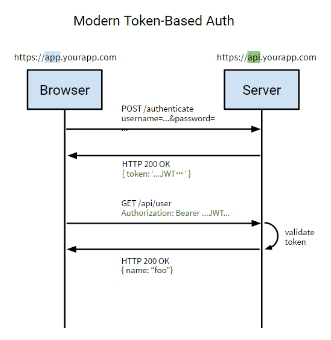 Modern Token-Based Auth
https://app.yourapp.com
https://api.yourapp.com
Browser
Server
POST /authenticate
username=...&password=
...
HTTP 200 OK
{ token: '...JWT...' }
GET /api/user
Authorization: Bearer ...JWT...
validate
token
HTTP 200 OK
{ name: "foo"}